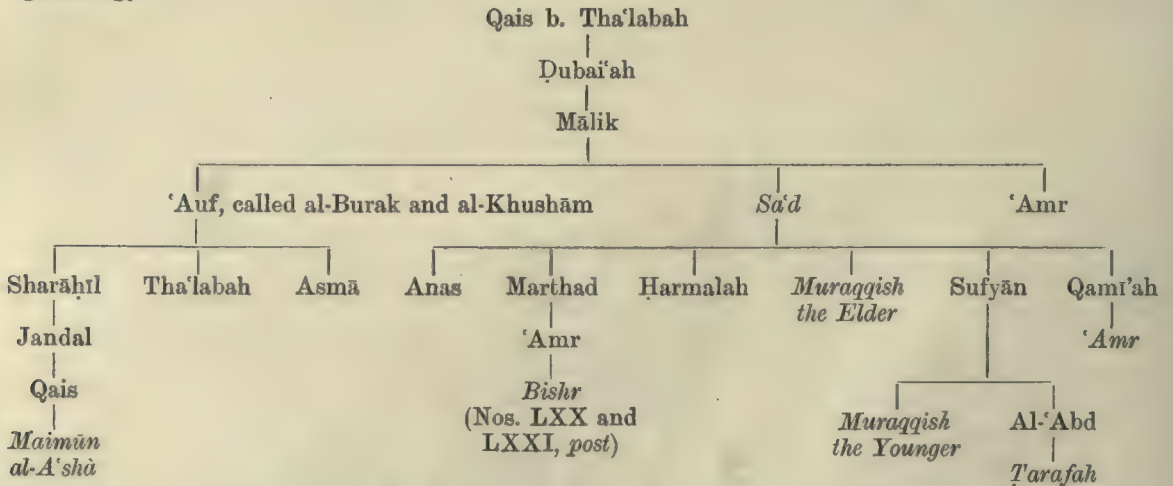 Qais b. Tha‘labah
Ḍubai‘ah
Mālik
‘Auf, called al-Burak and al-Khushām Sa‘d ‘Amr
Sharāḥīl Tha‘labah Asmā Anas Marthad Ḥarmalah Muraqqish the Elder Sufyān Qamī’ah
Jandal ‘Amr ‘Amr
Qais Bishr (Nos. LXX and LXXI, post) Muraqqish the Younger Al-‘Abd
Maimūn al-A‘shà Ṭarafah